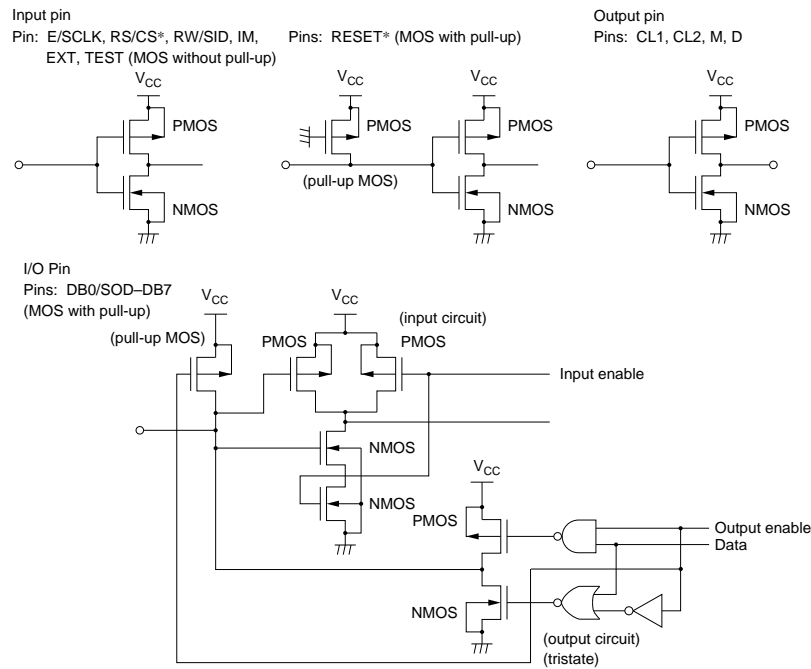 Input pin
Pin: E/SCLK, RS/CS*, RW/SID, IM,
EXT, TEST (MOS without pull-up)
Pins: RESET* (MOS with pull-up)
Output pin
Pins: CL1, CL2, M, D
VCC
PMOS
NMOS
VCC
PMOS
(pull-up MOS)
VCC
PMOS
NMOS
VCC
PMOS
NMOS
I/O Pin
Pins: DB0/SOD–DB7
(MOS with pull-up)
VCC
(pull-up MOS)
VCC
(input circuit)
PMOS
PMOS
Input enable
NMOS
NMOS
VCC
PMOS
Output enable
Data
NMOS
(output circuit)
(tristate)